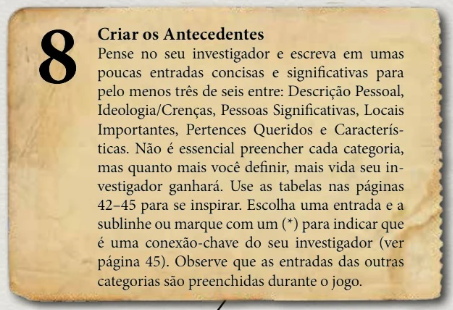 8
Criar os Antecedentes
Pense no seu investigador e escreva em umas
poucas entradas concisas e significativas para
pelo menos três de seis entre: Descrição Pessoal,
Ideologia/Crenças, Pessoas Significativas, Locais
Importantes, Pertences Queridos e Caracterís-
ticas. Não é essencial preencher cada categoria,
mas quanto mais você definir, mais vida seu in-
vestigador ganhará. Use as tabelas nas páginas
42–45 para se inspirar. Escolha uma entrada e a
sublinhe ou marque com um (*) para indicar que
é uma conexão-chave do seu investigador (ver
página 45). Observe que as entradas das outras
categorias são preenchidas durante o jogo.